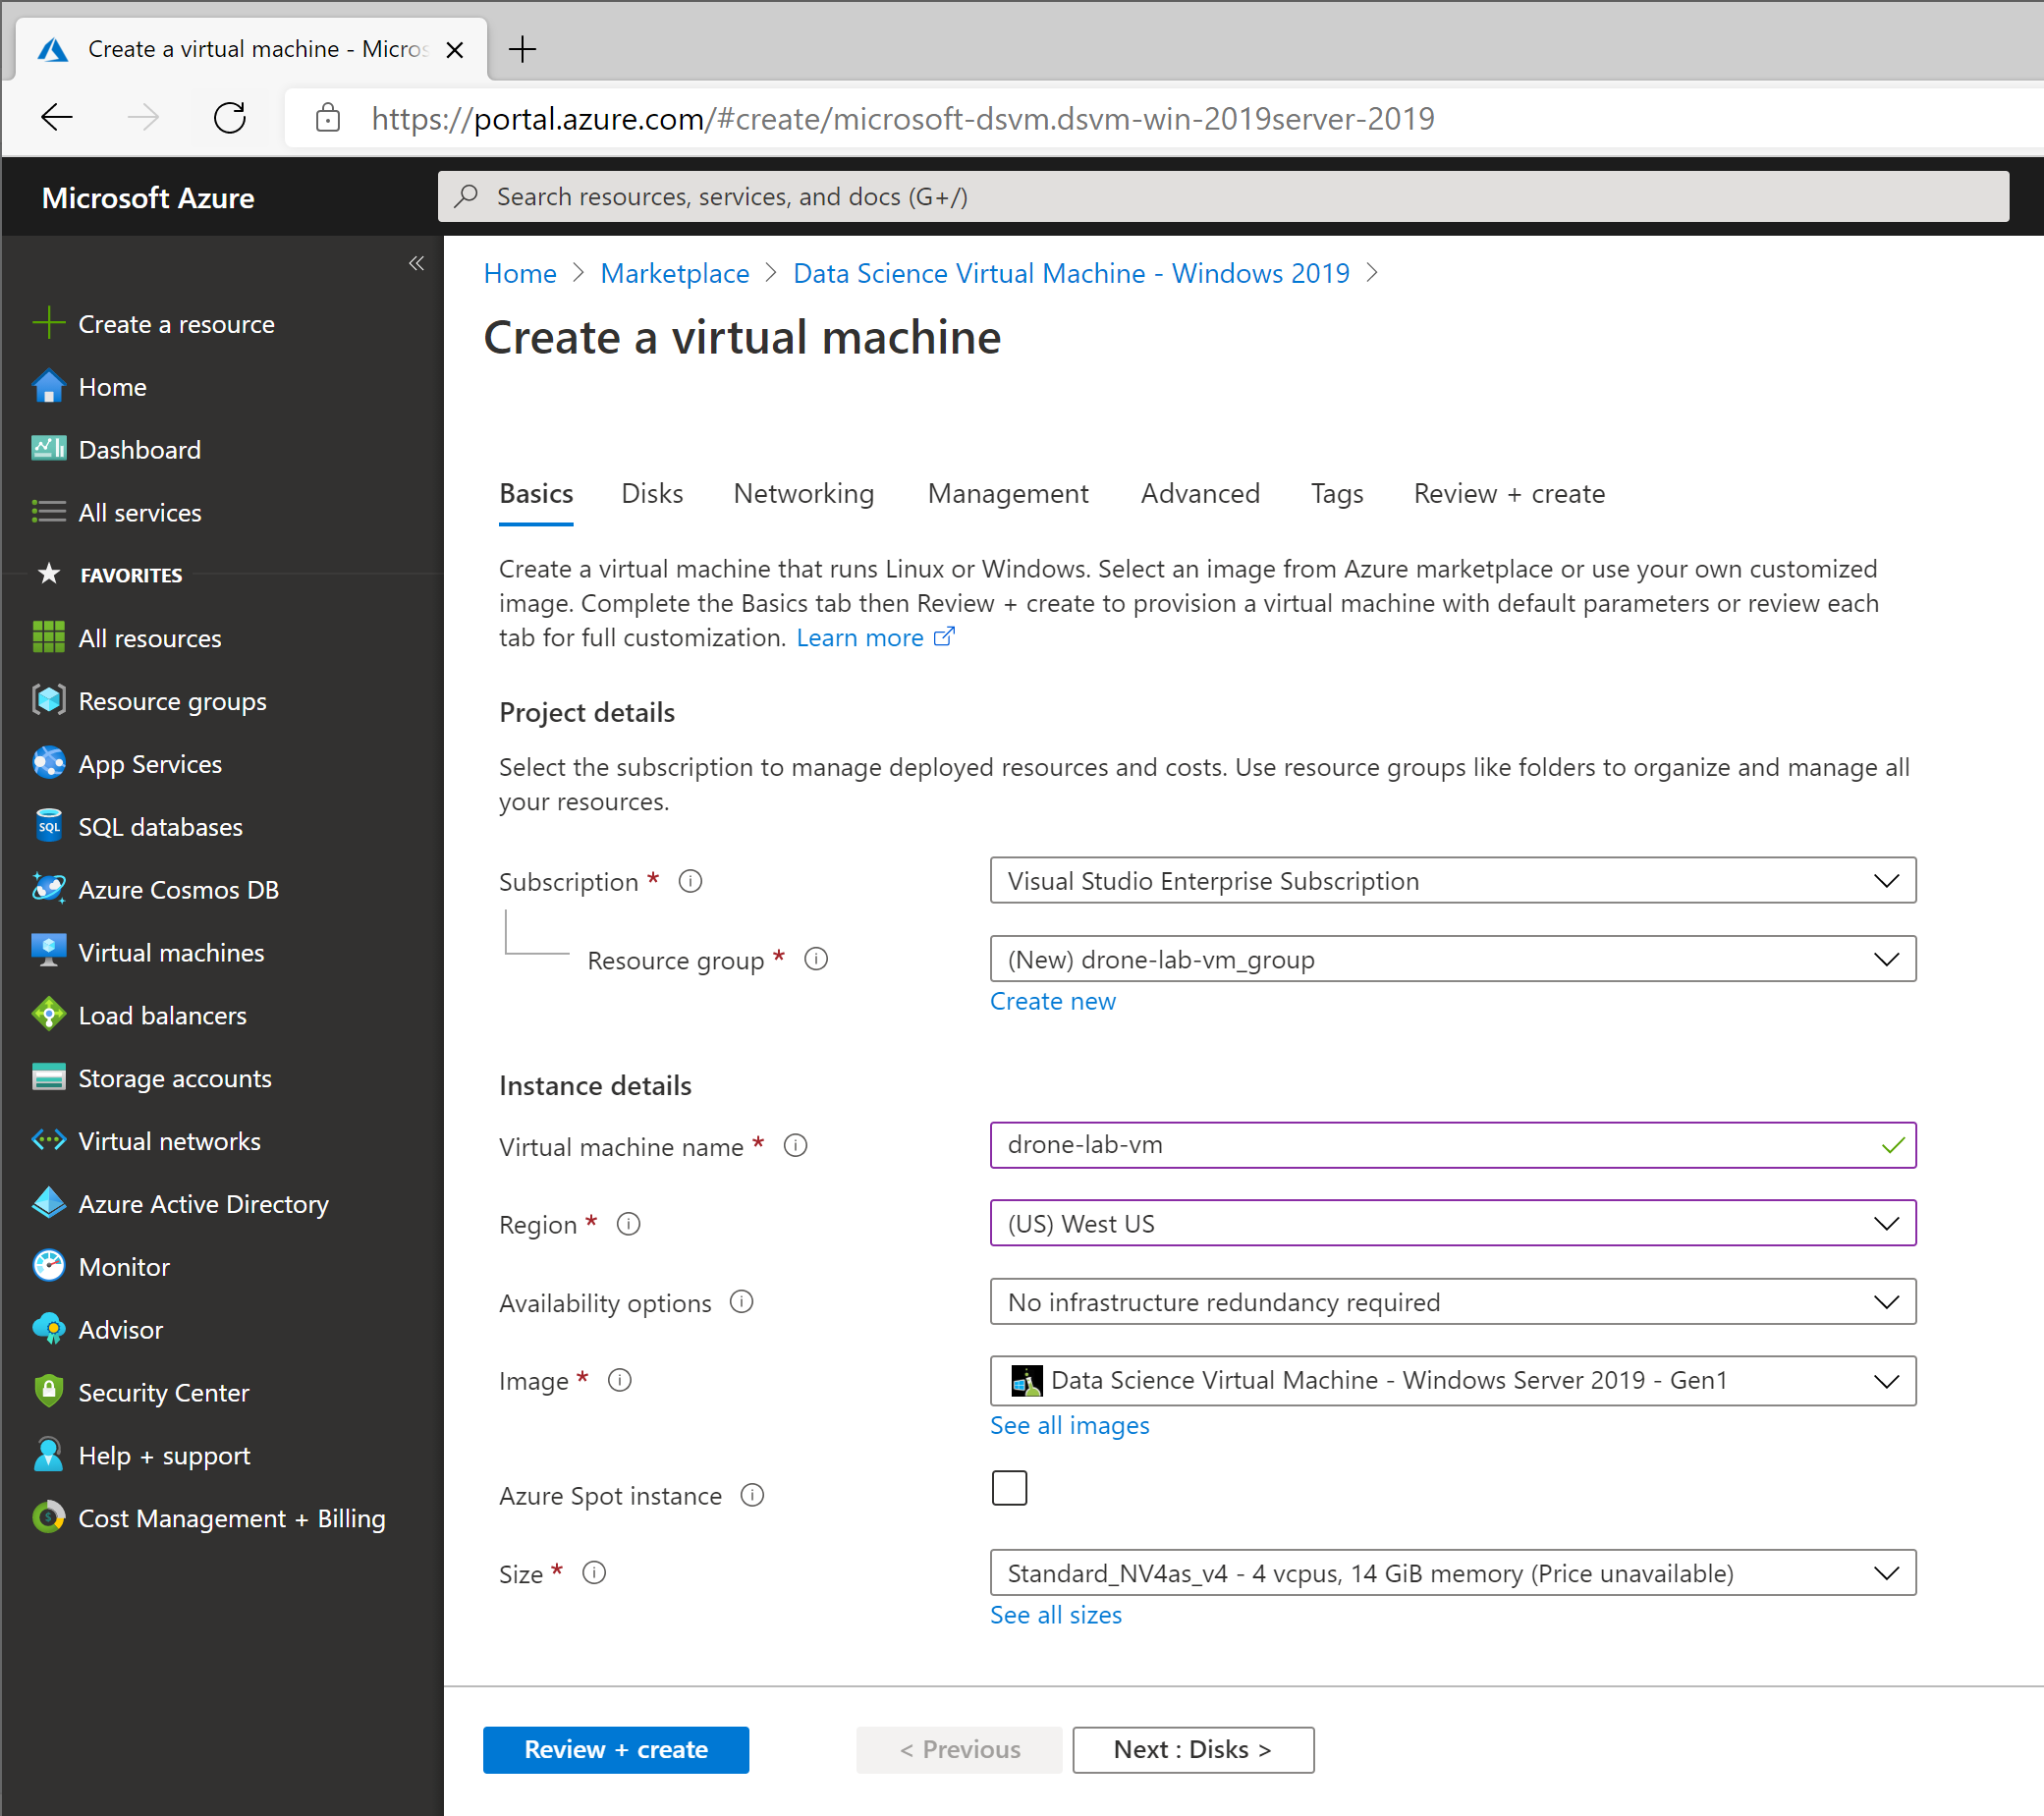 Create a virtual machine - Micros
https://portal.azure.com/#create/microsoft-dsvm.dsvm-win-2019server-2019
Microsoft Azure
Search resources, services, and docs (G+/)
«
Create a resource
Home
Dashboard
All services
FAVORITES
All resources
Resource groups
App Services
SQL databases
Azure Cosmos DB
Virtual machines
Load balancers
Storage accounts
Virtual networks
Azure Active Directory
Monitor
Advisor
Security Center
Help + support
Cost Management + Billing
Home > Marketplace > Data Science Virtual Machine - Windows 2019 >
Create a virtual machine
Basics Disks Networking Management Advanced Tags Review + create
Create a virtual machine that runs Linux or Windows. Select an image from Azure marketplace or use your own customized
image. Complete the Basics tab then Review + create to provision a virtual machine with default parameters or review each
tab for full customization. Learn more
Project details
Select the subscription to manage deployed resources and costs. Use resource groups like folders to organize and manage all
your resources.
Subscription * Visual Studio Enterprise Subscription
Resource group * (New) drone-lab-vm_group
Create new
Instance details
Virtual machine name * drone-lab-vm
Region * (US) West US
Availability options No infrastructure redundancy required
Image * Data Science Virtual Machine - Windows Server 2019 - Gen1
See all images
Azure Spot instance
Size * Standard_NV4as_v4 - 4 vcpus, 14 GiB memory (Price unavailable)
See all sizes
Review + create < Previous Next : Disks >